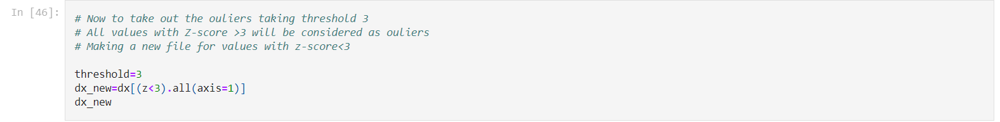 In [46]:
# Now to take out the ouliers taking threshold 3
# All values with Z-score >3 will be considered as ouliers
# Making a new file for values with z-score<3
threshold=3
dx_new=dx[(z<3).all(axis=1)]
dx_new